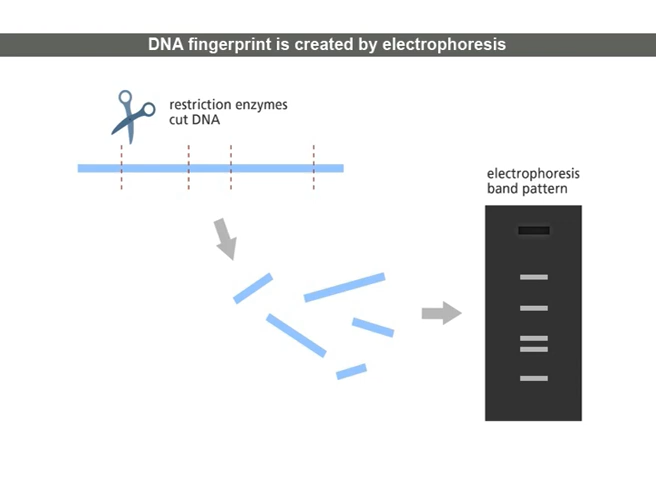 DNA fingerprint is created by electrophoresis
restriction enzymes
cut DNA
electrophoresis
band pattern